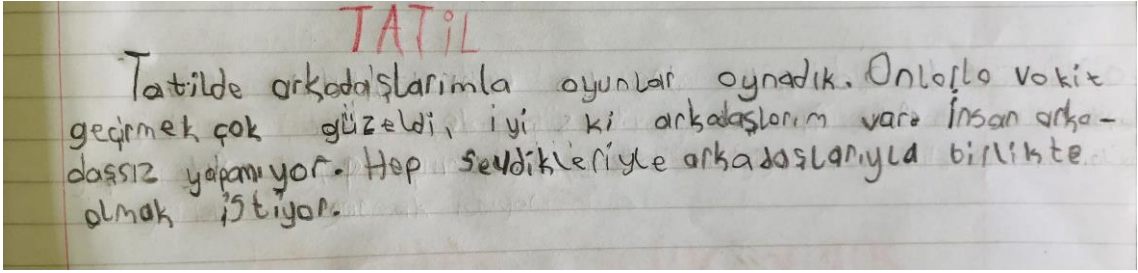 TATİL
Tatilde arkadaşlarımla oyunlar oynadık. Onlarla vakit
geçirmek çok güzeldi, iyi ki arkadaşlarım var. İnsan arka-
daşsız yapamıyor. Hep sevdikleriyle arkadaşlarıyla birlikte
olmak istiyor.